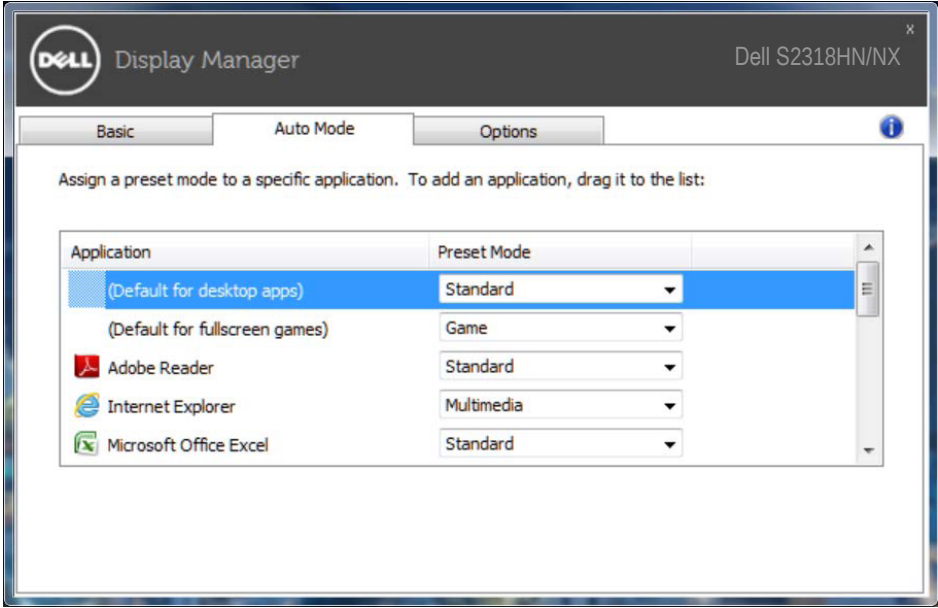 x
DELL Display Manager Dell S2318HN/NX
Basic Auto Mode Options i
Assign a preset mode to a specific application. To add an application, drag it to the list:
Application Preset Mode
(Default for desktop apps) Standard
(Default for fullscreen games) Game
Adobe Reader Standard
Internet Explorer Multimedia
Microsoft Office Excel Standard